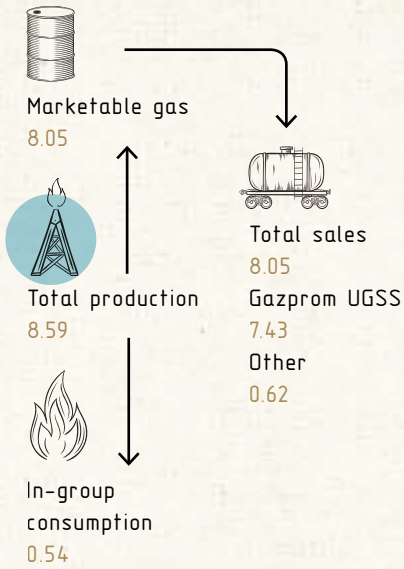 Marketable gas
8.05
Total production
8.59
In-group
consumption
0.54
Total sales
8.05
Gazprom UGSS
7.43
Other
0.62